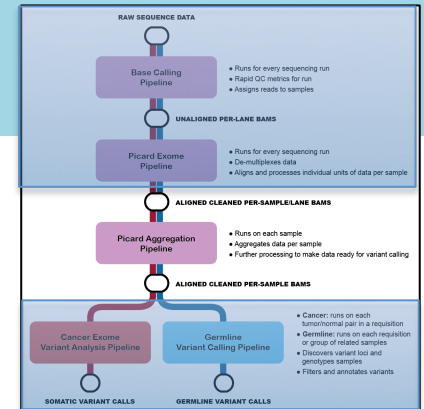 RAW SEQUENCE DATA
Base Calling
Pipeline
● Runs for every sequencing run
● Rapid QC metrics for run
● Assigns reads to samples
UNALIGNED PER-LANE BAMS
Picard Exome
Pipeline
● Runs for every sequencing run
● De-multiplexes data
● Aligns and processes individual units of data per sample
ALIGNED CLEANED PER-SAMPLE/LANE BAMS
Picard Aggregation
Pipeline
● Runs on each sample
● Aggregates data per sample
● Further processing to make data ready for variant calling
ALIGNED CLEANED PER-SAMPLE BAMS
Cancer Exome
Variant Analysis Pipeline
Germline
Variant Calling Pipeline
● Cancer: runs on each
tumor/normal pair in a requisition
● Germline: runs on each requisition
or group of related samples
● Discovers variant loci and
genotypes samples
● Filters and annotates variants
SOMATIC VARIANT CALLS
GERMLINE VARIANT CALLS